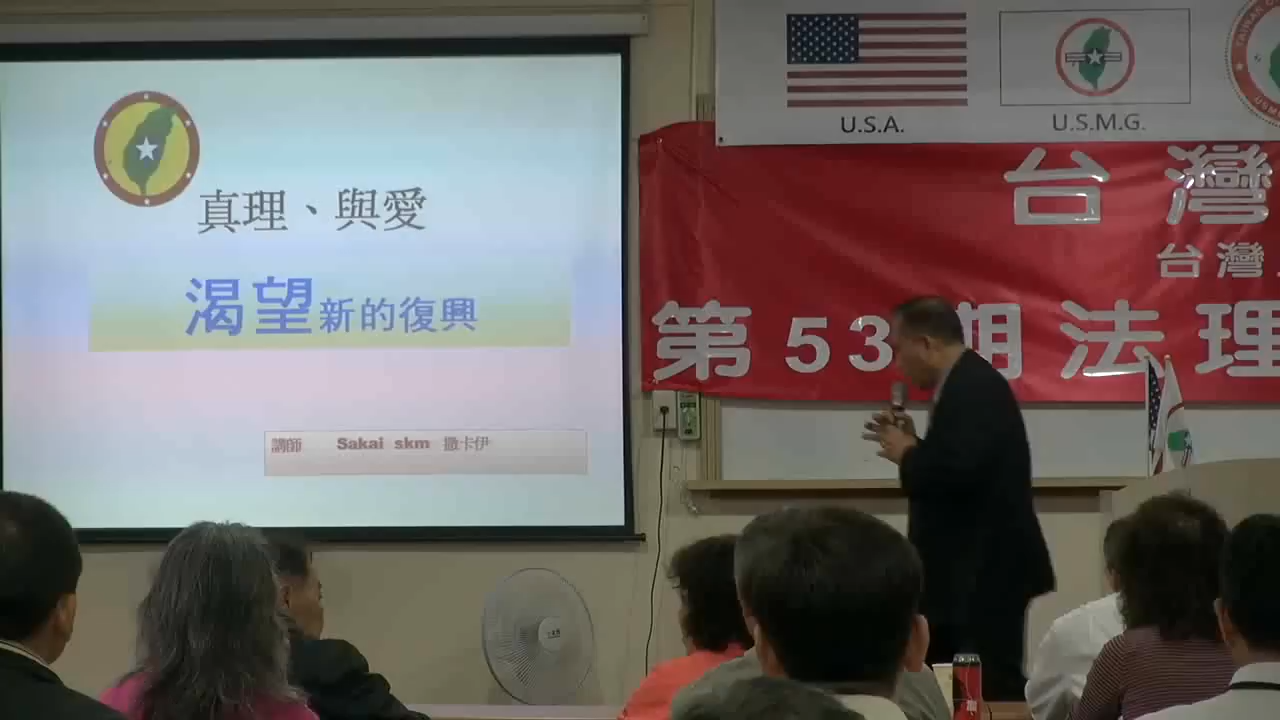 真理、與愛
渴望新的復興
講師 Sakai skm 撒卡伊
U.S.A.
U.S.M.G.
台灣
台灣
第53期法理